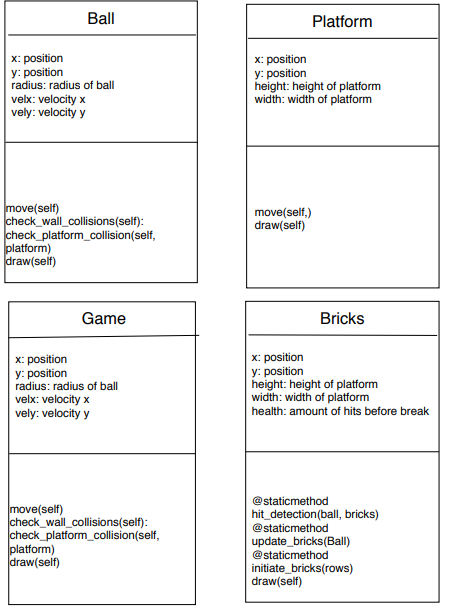 Ball
x: position
y: position
radius: radius of ball
velx: velocity x
vely: velocity y
move(self)
check_wall_collisions(self):
check_platform_collision(self,
platform)
draw(self)
Platform
x: position
y: position
height: height of platform
width: width of platform
move(self,)
draw(self)
Game
x: position
y: position
radius: radius of ball
velx: velocity x
vely: velocity y
move(self)
check_wall_collisions(self):
check_platform_collision(self,
platform)
draw(self)
Bricks
x: position
y: position
height: height of platform
width: width of platform
health: amount of hits before break
@staticmethod
hit_detection(ball, bricks)
@staticmethod
update_bricks(Ball)
@staticmethod
initiate_bricks(rows)
draw(self)